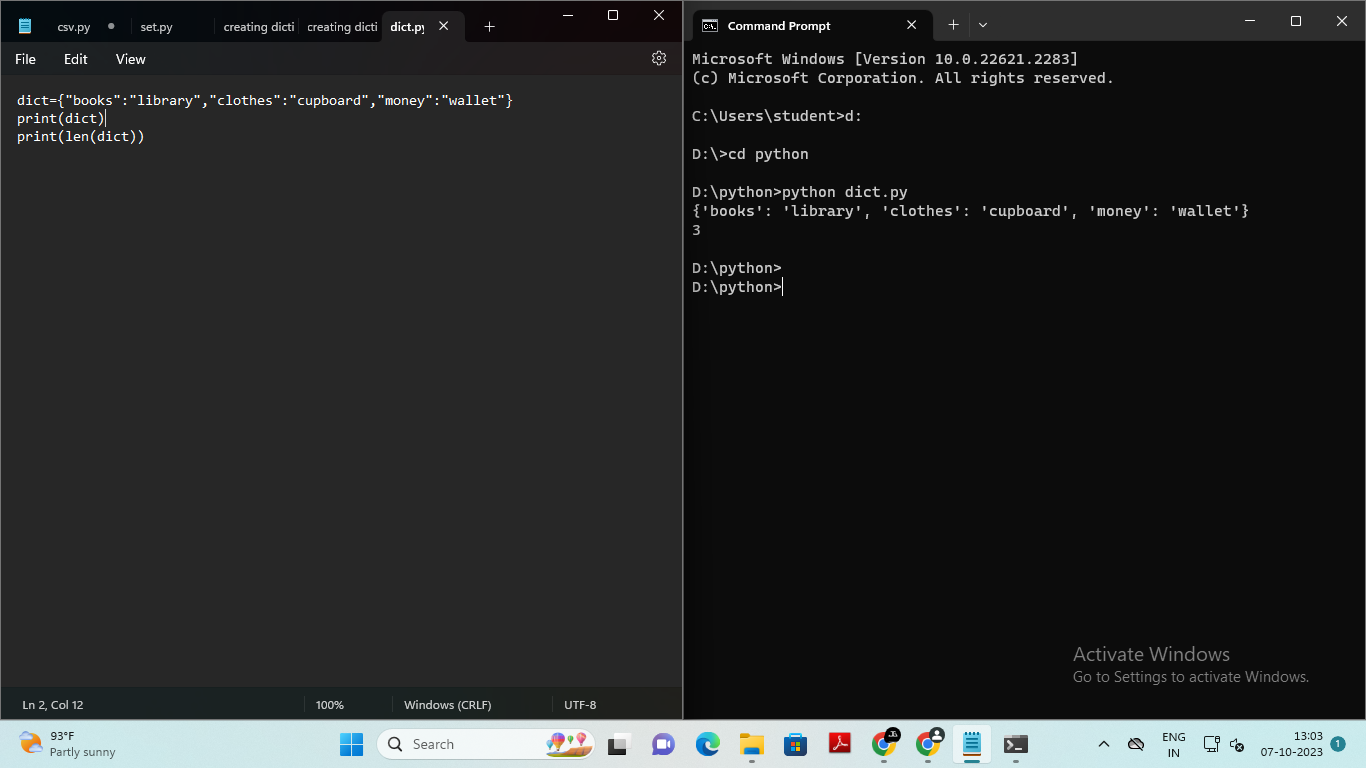 csv.py
set.py
creating dicti
creating dicti
dict.py
File Edit View
dict={"books":"library","clothes":"cupboard","money":"wallet"}
print(dict)
print(len(dict))
Ln 2, Col 12
100%
Windows (CRLF)
UTF-8
Command Prompt
Microsoft Windows [Version 10.0.22621.2283]
(c) Microsoft Corporation. All rights reserved.
C:\Users\student>d:
D:\>cd python
D:\python>python dict.py
{'books': 'library', 'clothes': 'cupboard', 'money': 'wallet'}
3
D:\python>
D:\python>
Activate Windows
Go to Settings to activate Windows.
93°F
Partly sunny
Search
ENG
IN
13:03
07-10-2023
1